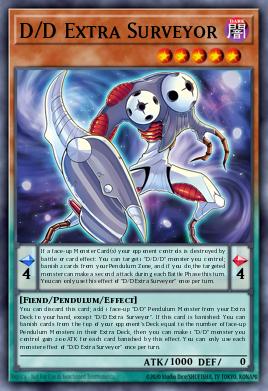 D/D Extra Surveyor
DARK
If a face-up Monster Card(s) your opponent controls is destroyed
by battle or card effect: You can target 1 "D/D/D" monster you control;
banish 2 cards from your Pendulum Zone, and if you do, the targeted
monster can make a second attack during each Battle Phase this turn.
You can only use this effect of "D/D Extra Surveyor" once per turn.
4
4
[FIEND/PENDULUM/EFFECT]
You can discard this card; add 1 face-up "D/D" Pendulum Monster from your Extra
Deck to your hand, except "D/D Extra Surveyor". If this card is banished: You can
banish cards from the top of your opponent's Deck equal to the number of face-up
Pendulum Monsters in their Extra Deck, then you can make 1 "D/D" monster you
control gain 200 ATK for each card banished by this effect. You can only use each
effect of "D/D Extra Surveyor" once per turn.
ATK/1000 DEF/ 0